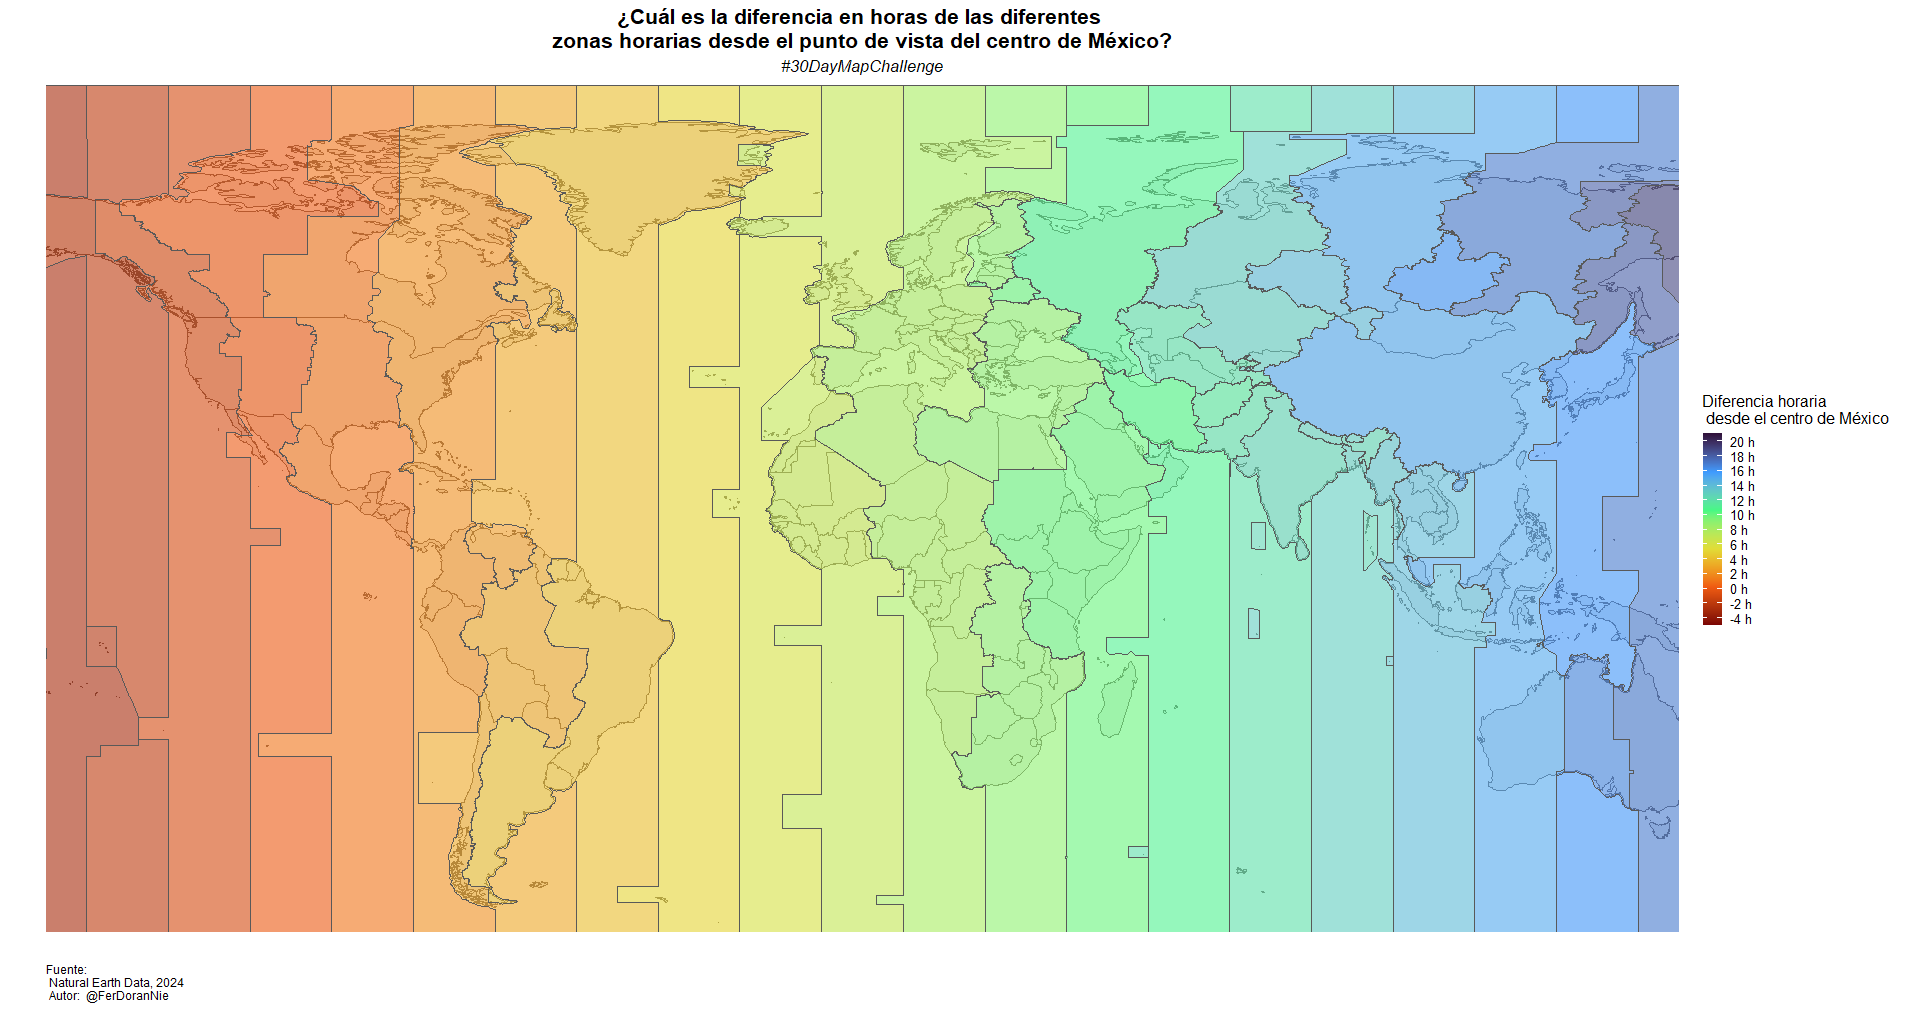 ¿Cuál es la diferencia en horas de las diferentes
zonas horarias desde el punto de vista del centro de México?
#30DayMapChallenge
Diferencia horaria
desde el centro de México
20 h
18 h
16 h
14 h
12 h
10 h
8 h
6 h
4 h
2 h
0 h
-2 h
-4 h
Fuente:
Natural Earth Data, 2024
Autor: @FerDoranNie